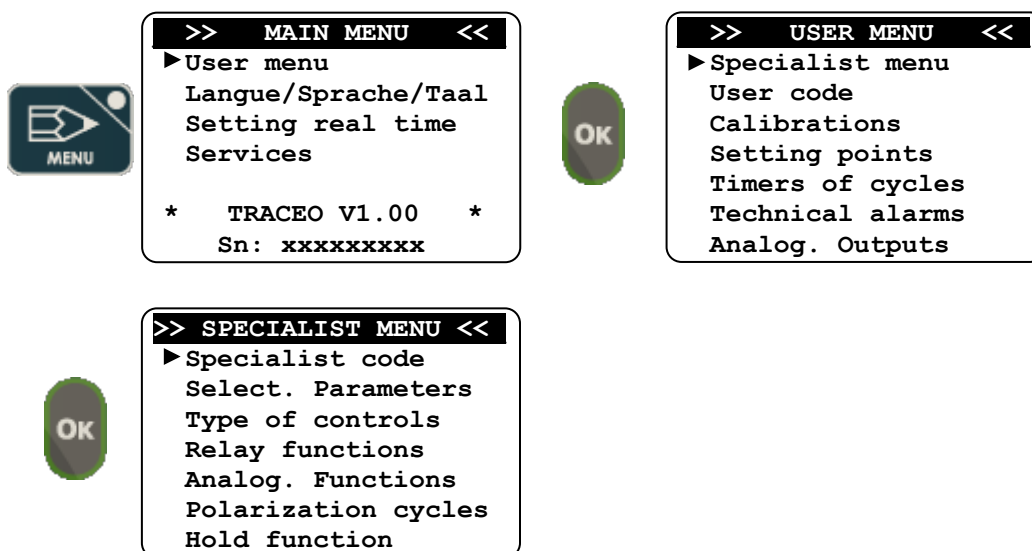 >> MAIN MENU <<
►User menu
Langue/Sprache/Taal
Setting real time
Services
* TRACEO V1.00 *
Sn: xxxxxxxxx
MENU
OK
>> USER MENU <<
►Specialist menu
User code
Calibrations
Setting points
Timers of cycles
Technical alarms
Analog. Outputs
OK
>> SPECIALIST MENU <<
►Specialist code
Select. Parameters
Type of controls
Relay functions
Analog. Functions
Polarization cycles
Hold function